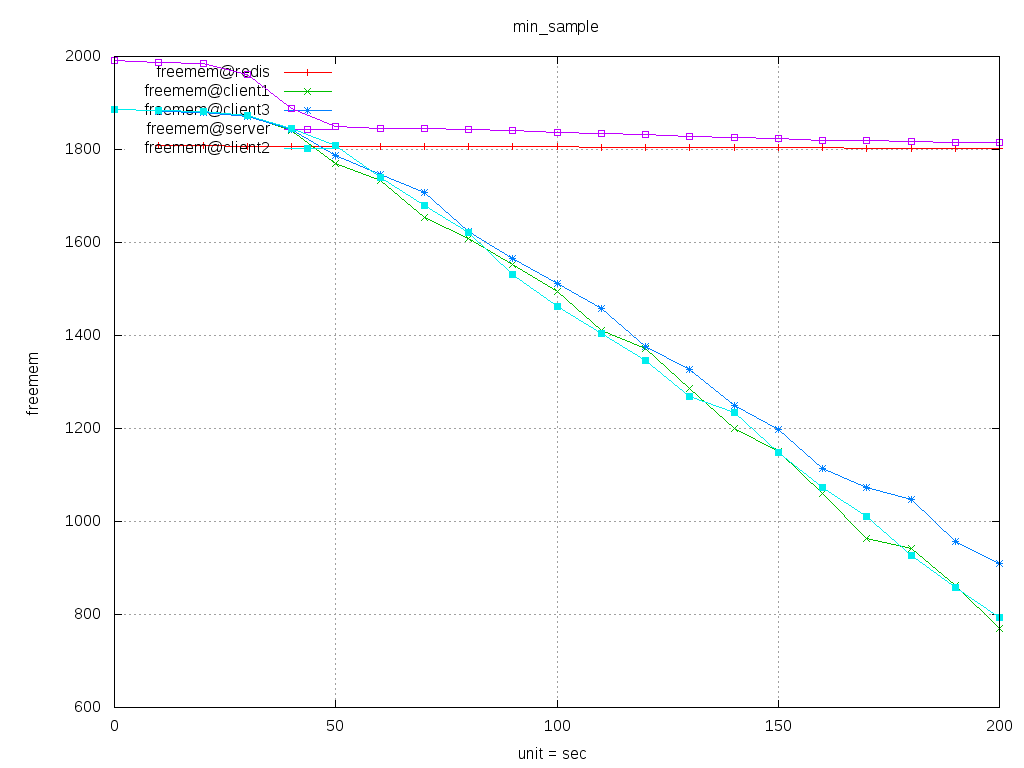 min_sample
2000
freemem@redis
freemem@client1
freemem@client3
freemem@server
freemem@client2
1800
1600
1400
1200
1000
800
600
freemem
0 50 100 150 200
unit = sec